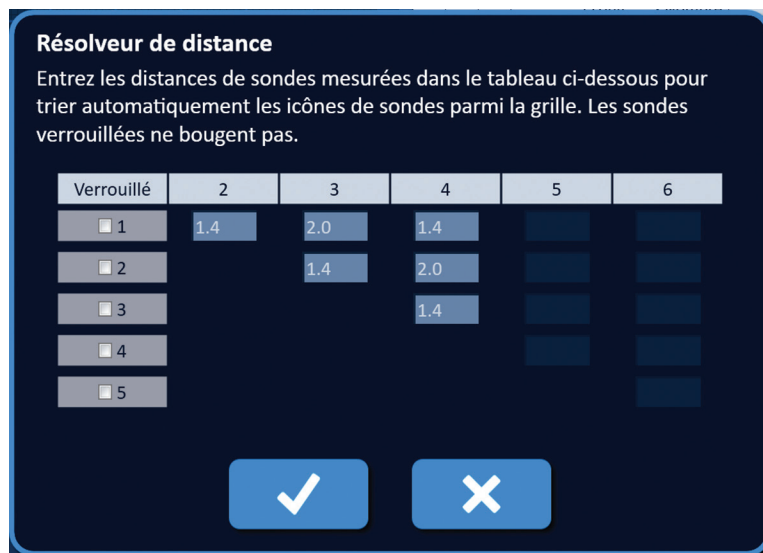 Résolveur de distance
Entrez les distances de sondes mesurées dans le tableau ci-dessous pour
trier automatiquement les icônes de sondes parmi la grille. Les sondes
verrouillées ne bougent pas.
Verrouillé 2 3 4 5 6
1 1.4 2.0 1.4
2 1.4 2.0
3 1.4
4
5